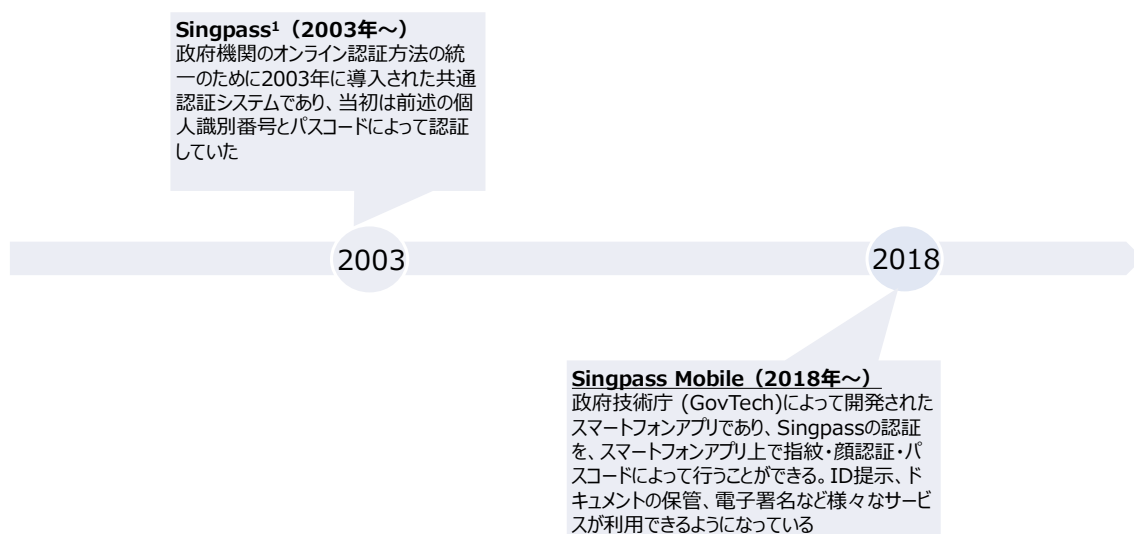 Singpass¹（2003年～）
政府機関のオンライン認証方法の統
一のために2003年に導入された共通
認証システムであり、当初は前述の個
人識別番号とパスコードによって認証
していた
2003
2018
Singpass Mobile（2018年～）
政府技術庁 (GovTech)によって開発された
スマートフォンアプリであり、Singpassの認証
を、スマートフォンアプリ上で指紋・顔認証・パ
スコードによって行うことができる。ID提示、ド
キュメントの保管、電子署名など様々なサービ
スが利用できるようになっている